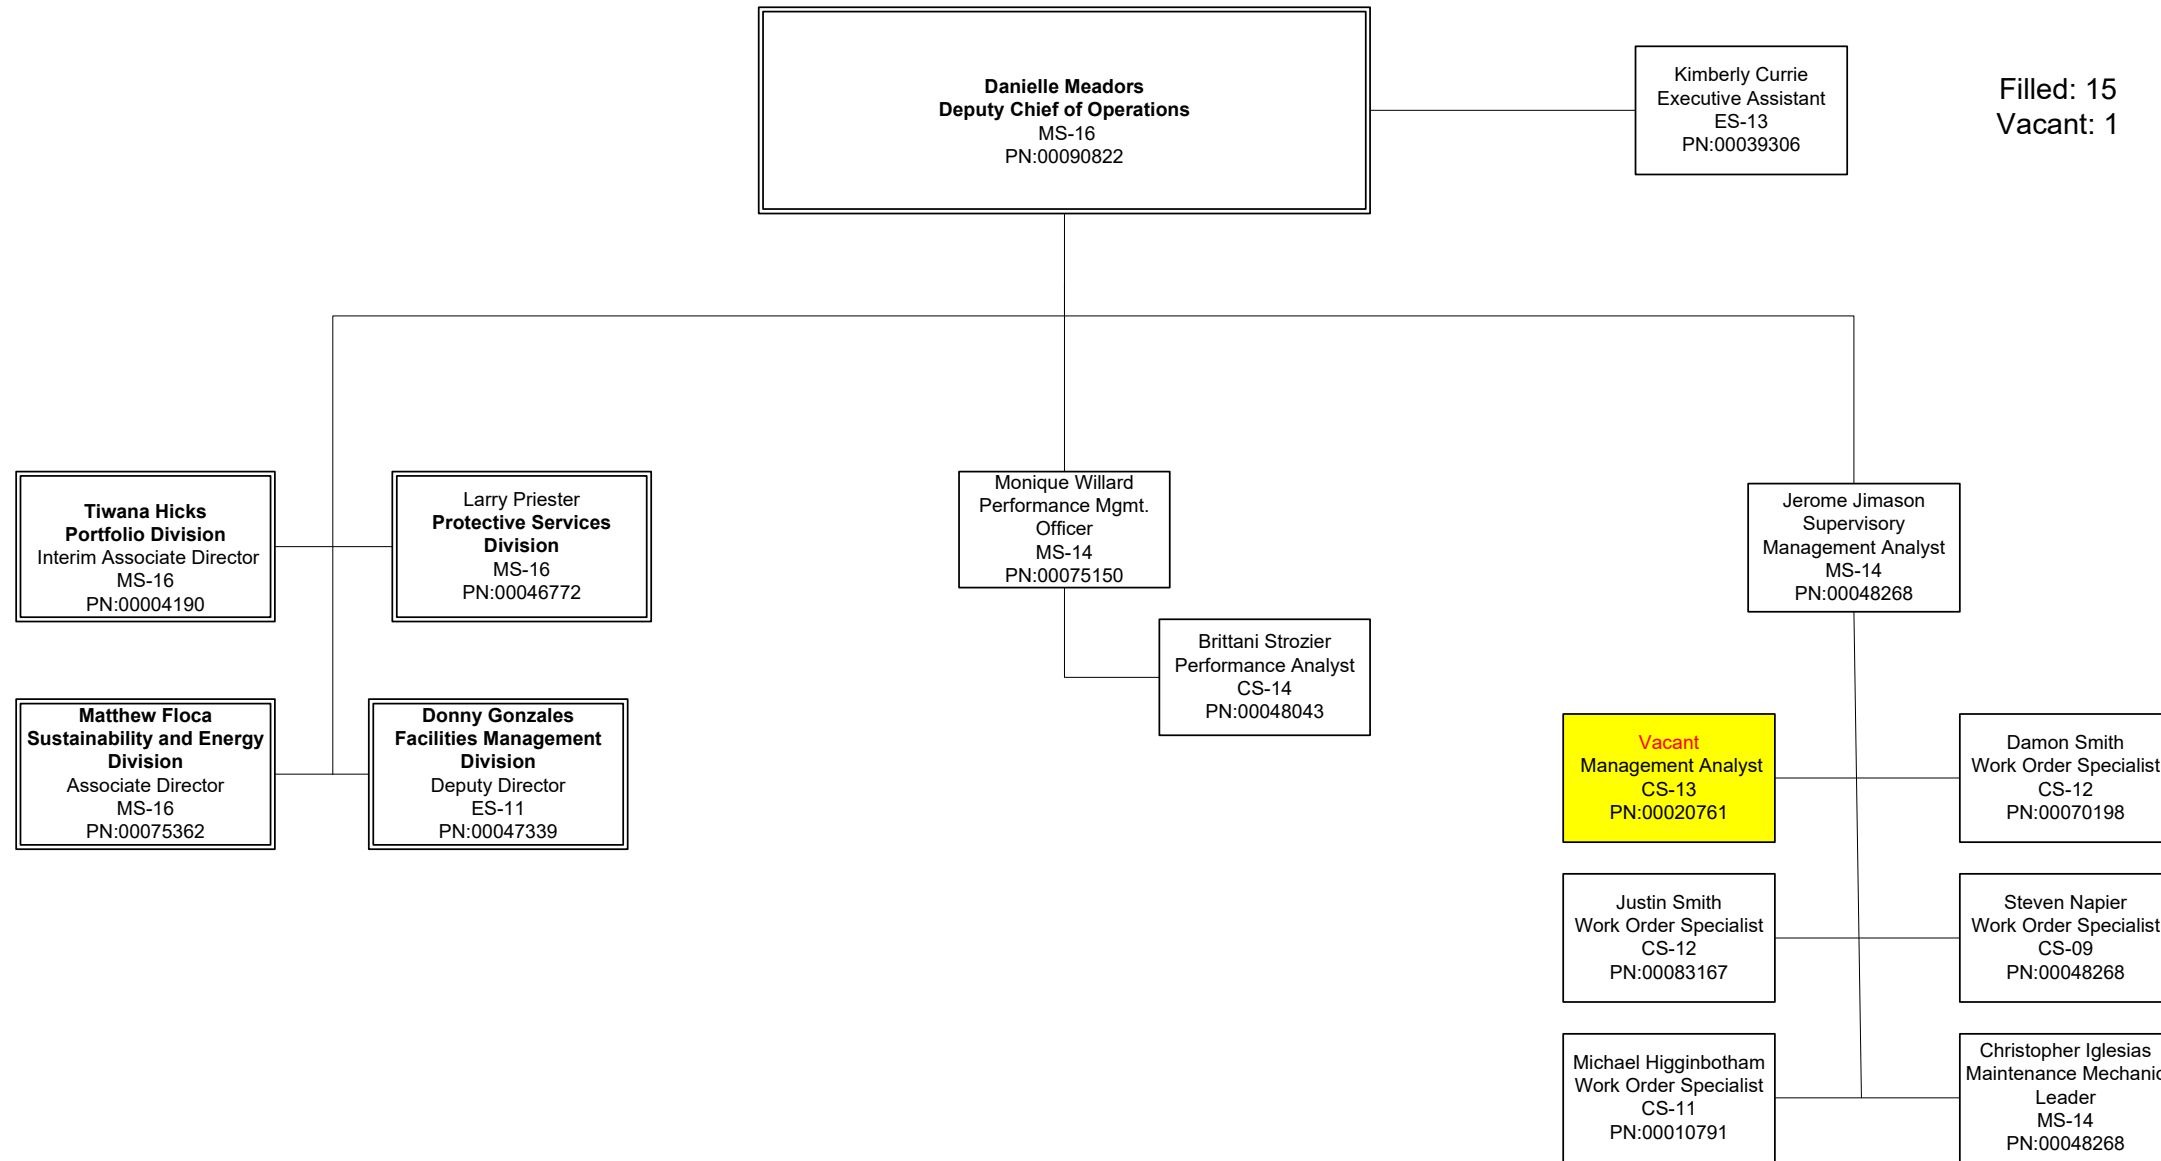 Danielle Meadors
Deputy Chief of Operations
MS-16
PN:00090822
Kimberly Currie
Executive Assistant
ES-13
PN:00039306
Filled: 15
Vacant: 1
Tiwana Hicks
Portfolio Division
Interim Associate Director
MS-16
PN:00004190
Larry Priester
Protective Services
Division
MS-16
PN:00046772
Matthew Floca
Sustainability and Energy
Division
Associate Director
MS-16
PN:00075362
Donny Gonzales
Facilities Management
Division
Deputy Director
ES-11
PN:00047339
Monique Willard
Performance Mgmt.
Officer
MS-14
PN:00075150
Brittani Strozier
Performance Analyst
CS-14
PN:00048043
Jerome Jimason
Supervisory
Management Analyst
MS-14
PN:00048268
Vacant
Management Analyst
CS-13
PN:00020761
Damon Smith
Work Order Specialist
CS-12
PN:00070198
Justin Smith
Work Order Specialist
CS-12
PN:00083167
Steven Napier
Work Order Specialist
CS-09
PN:00048268
Michael Higginbotham
Work Order Specialist
CS-11
PN:00010791
Christopher Iglesias
Maintenance Mechanic
Leader
MS-14
PN:00048268